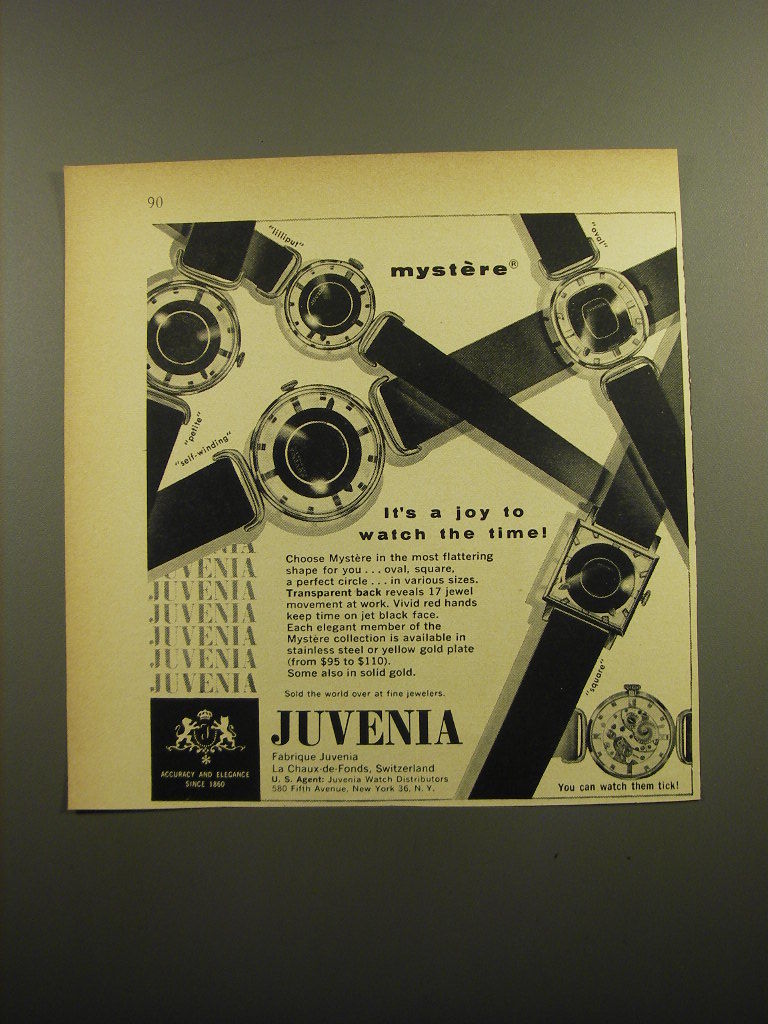 90
"lilliput"
"oval"
mystère®
"petite"
"self-winding"
It's a joy to
watch the time!
Choose Mystère in the most flattering
shape for you . . . oval, square,
a perfect circle . . . in various sizes.
Transparent back reveals 17 jewel
movement at work. Vivid red hands
keep time on jet black face.
Each elegant member of the
Mystère collection is available in
stainless steel or yellow gold plate
(from $95 to $110).
Some also in solid gold.
JUVENIA
JUVENIA
JUVENIA
JUVENIA
JUVENIA
JUVENIA
"square"
Sold the world over at fine jewelers.
JUVENIA
Fabrique Juvenia
La Chaux-de-Fonds, Switzerland
U. S. Agent: Juvenia Watch Distributors
580 Fifth Avenue, New York 36, N. Y.
J
ACCURACY AND ELEGANCE
SINCE 1860
You can watch them tick!